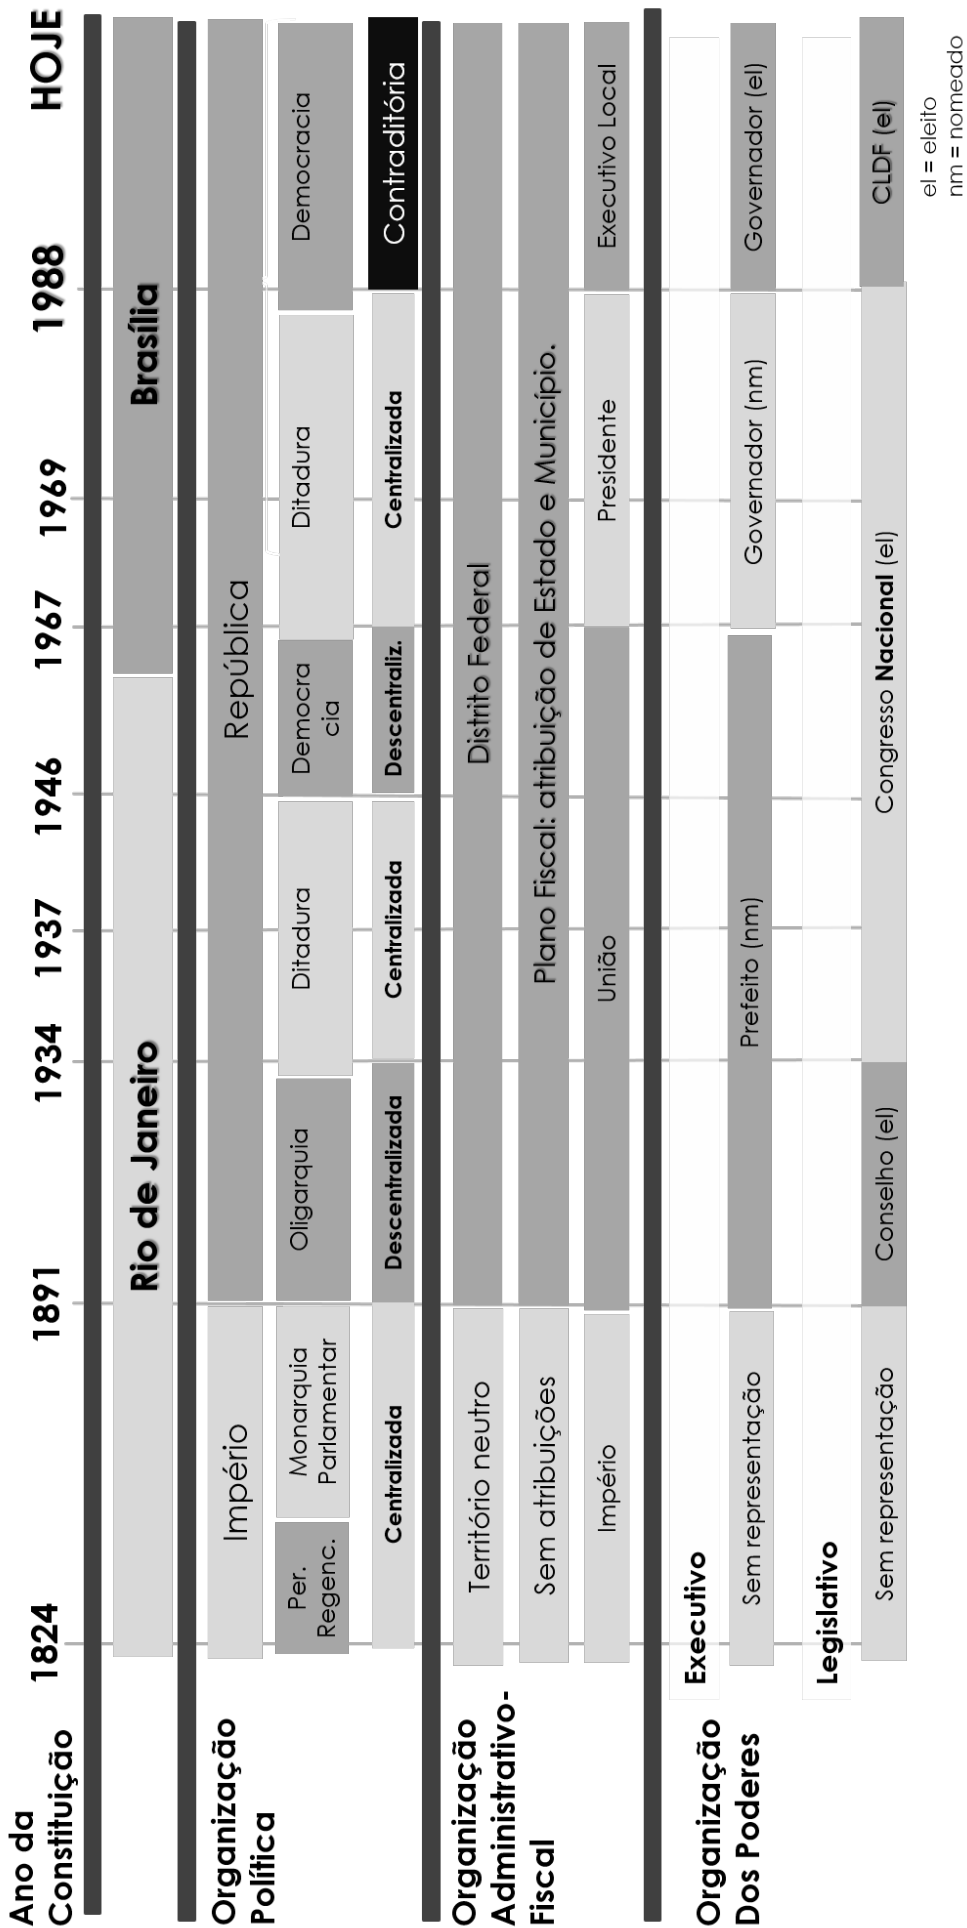 Ano da
Constituição
1824
1891
1934
1937
1946
1967
1969
1988
HOJE
Rio de Janeiro
Brasília
Organização
Política
Império
República
Per.
Regenc.
Monarquia
Parlamentar
Oligarquia
Ditadura
Democra
cia
Ditadura
Democracia
Centralizada
Descentralizada
Centralizada
Descentraliz.
Centralizada
Contraditória
Organização
Administrativo-
Fiscal
Território neutro
Distrito Federal
Sem atribuições
Plano Fiscal: atribuição de Estado e Município.
Império
União
Presidente
Executivo Local
Organização
Dos Poderes
Executivo
Sem representação
Prefeito (nm)
Governador (nm)
Governador (el)
Legislativo
Sem representação
Conselho (el)
Congresso Nacional (el)
CLDF (el)
el = eleito
nm = nomeado